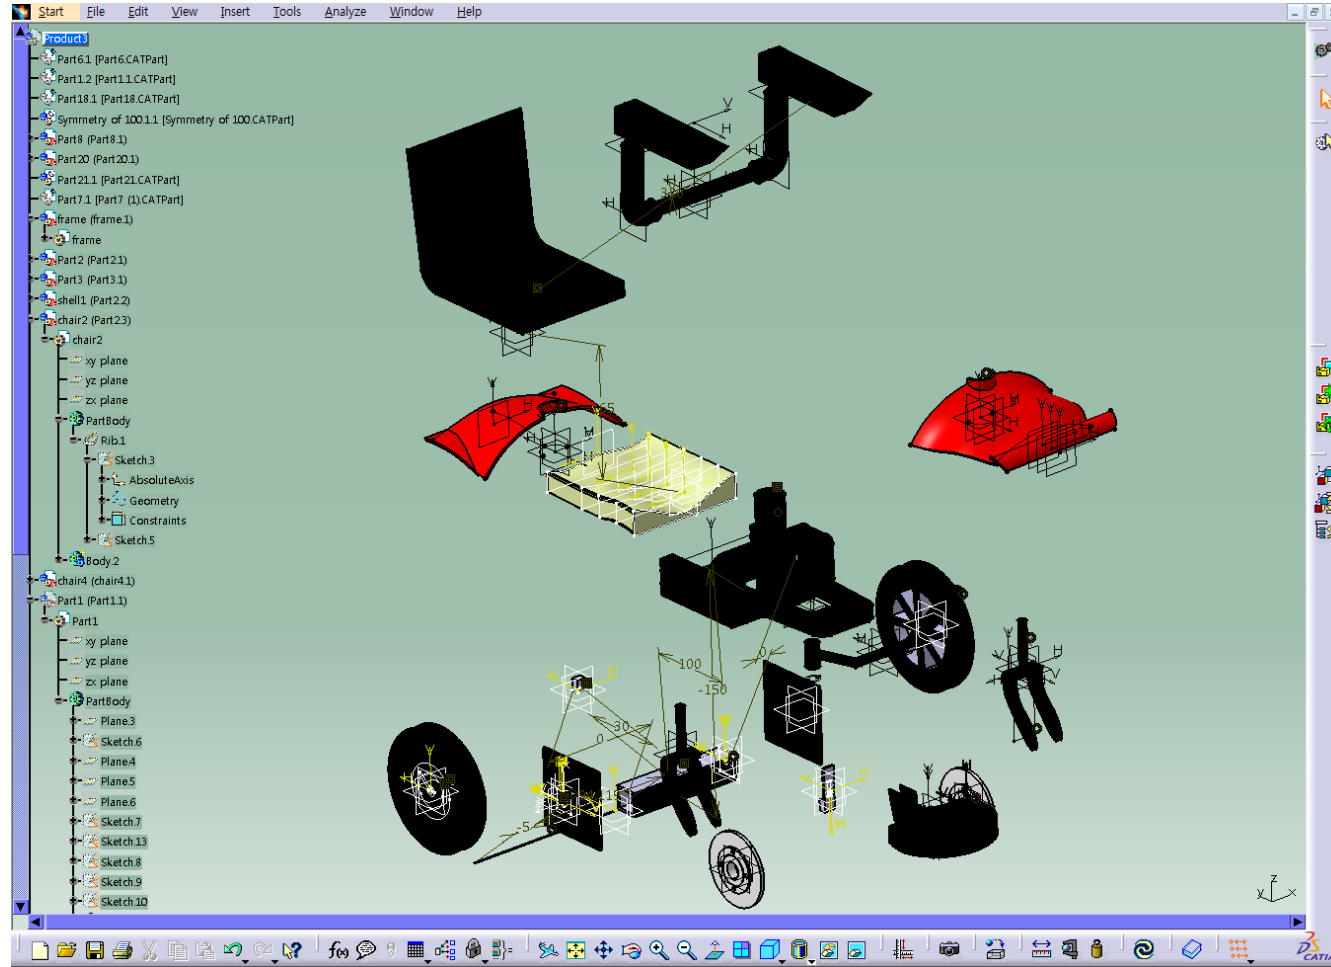 Start File Edit View Insert Tools Analyze Window Help
Product3
Part6.1 [Part6.CATPart]
Part1.2 [Part1.1.CATPart]
Part18.1 [Part18.CATPart]
Symmetry of 100.1.1 [Symmetry of 100.CATPart]
Part8 (Part8.1)
Part20 (Part20.1)
Part21.1 [Part21.CATPart]
Part7.1 [Part7 (1).CATPart]
frame (frame.1)
frame
Part2 (Part2.1)
Part3 (Part3.1)
shell1 (Part2.2)
chair2 (Part2.3)
chair2
xy plane
yz plane
zx plane
PartBody
Rib.1
Sketch.3
AbsoluteAxis
Geometry
Constraints
Sketch.5
Body.2
chair4 (chair4.1)
Part1 (Part1.1)
Part1
xy plane
yz plane
zx plane
PartBody
Plane.3
Sketch.6
Plane.4
Plane.5
Plane.6
Sketch.7
Sketch.13
Sketch.8
Sketch.9
Sketch.10
V
H
100
-150
0
30
0
-5
z
y
x
f(x)
CATIA